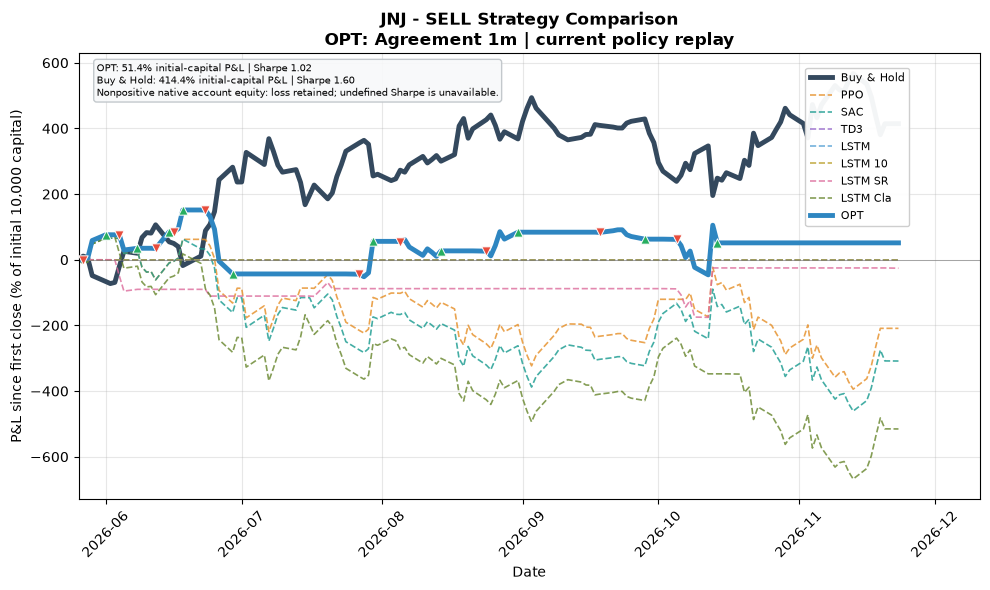 JNJ - SELL Strategy Comparison
OPT: Agreement 1m | current policy replay
OPT: 51.4% initial-capital P&L | Sharpe 1.02
Buy & Hold: 414.4% initial-capital P&L | Sharpe 1.60
Nonpositive native account equity: loss retained; undefined Sharpe is unavailable.
Buy & Hold
PPO
SAC
TD3
LSTM
LSTM 10
LSTM SR
LSTM Cla
OPT
P&L since first close (% of initial 10,000 capital)
600
400
200
0
−200
−400
−600
2026-06
2026-07
2026-08
2026-09
2026-10
2026-11
2026-12
Date